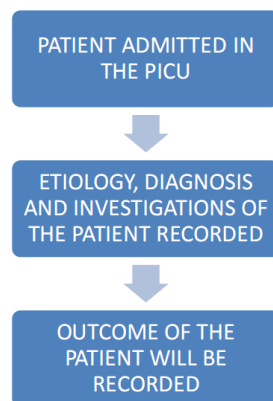 PATIENT ADMITTED IN
THE PICU
ETIOLOGY, DIAGNOSIS
AND INVESTIGATIONS OF
THE PATIENT RECORDED
OUTCOME OF THE
PATIENT WILL BE
RECORDED